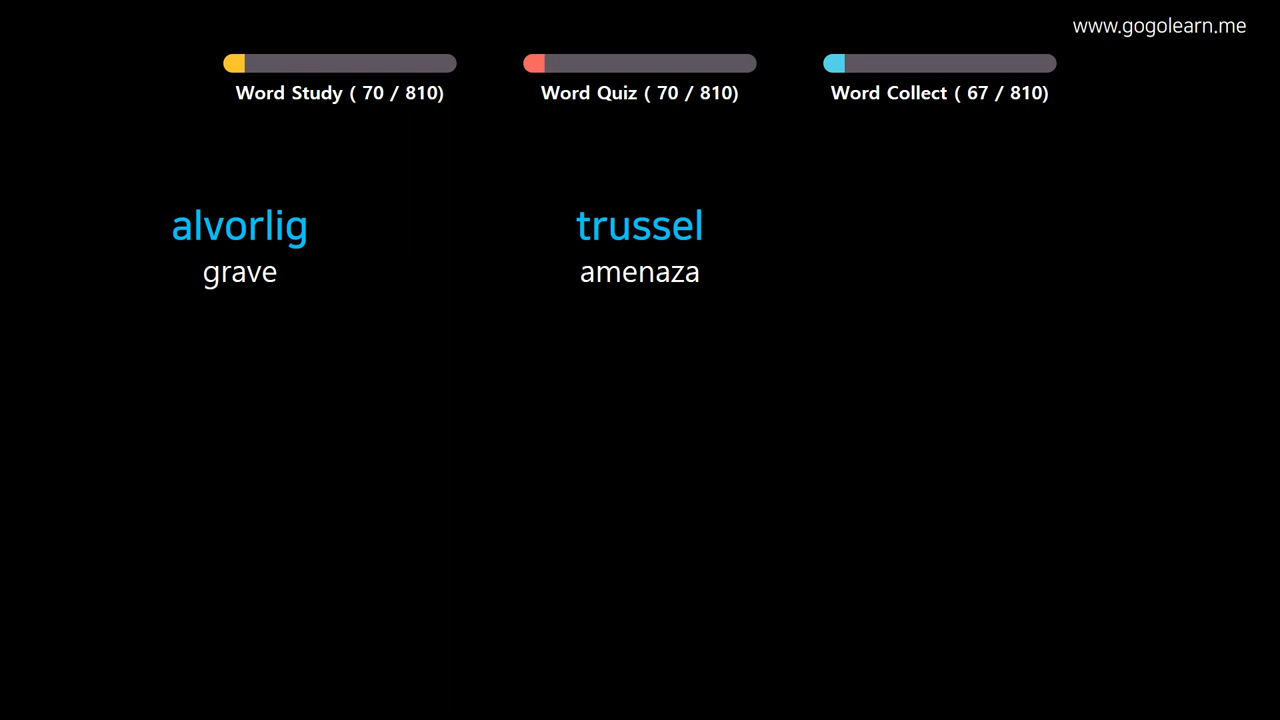 www.gogolearn.me
Word Study ( 70 / 810)
Word Quiz ( 70 / 810)
Word Collect ( 67 / 810)
alvorlig
grave
trussel
amenaza